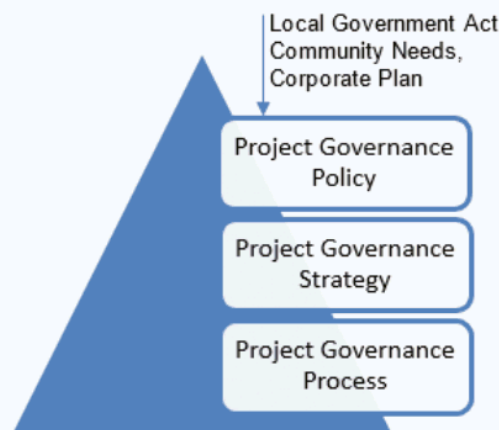 Local Government Act
Community Needs,
Corporate Plan
Project Governance
Policy
Project Governance
Strategy
Project Governance
Process